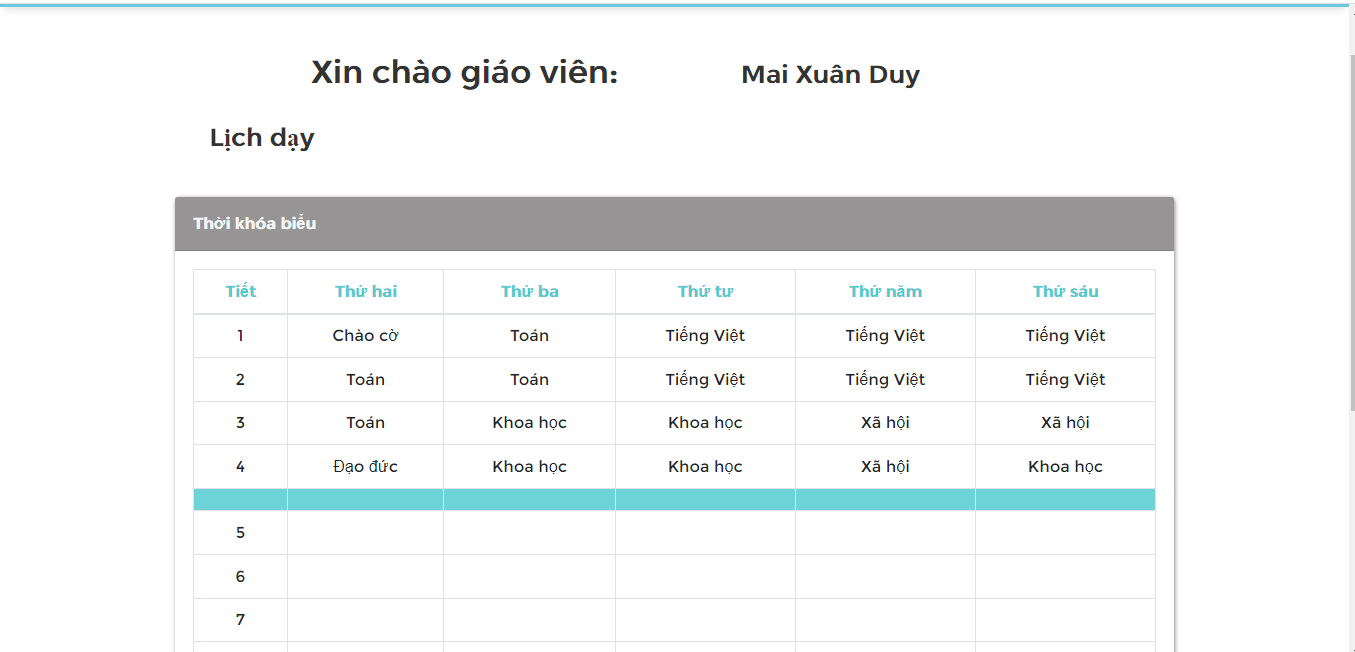 Xin chào giáo viên: Mai Xuân Duy
Lịch dạy
Thời khóa biểu
Tiết Thứ hai Thứ ba Thứ tư Thứ năm Thứ sáu
1 Chào cờ Toán Tiếng Việt Tiếng Việt Tiếng Việt
2 Toán Toán Tiếng Việt Tiếng Việt Tiếng Việt
3 Toán Khoa học Khoa học Xã hội Xã hội
4 Đạo đức Khoa học Khoa học Xã hội Khoa học
5
6
7